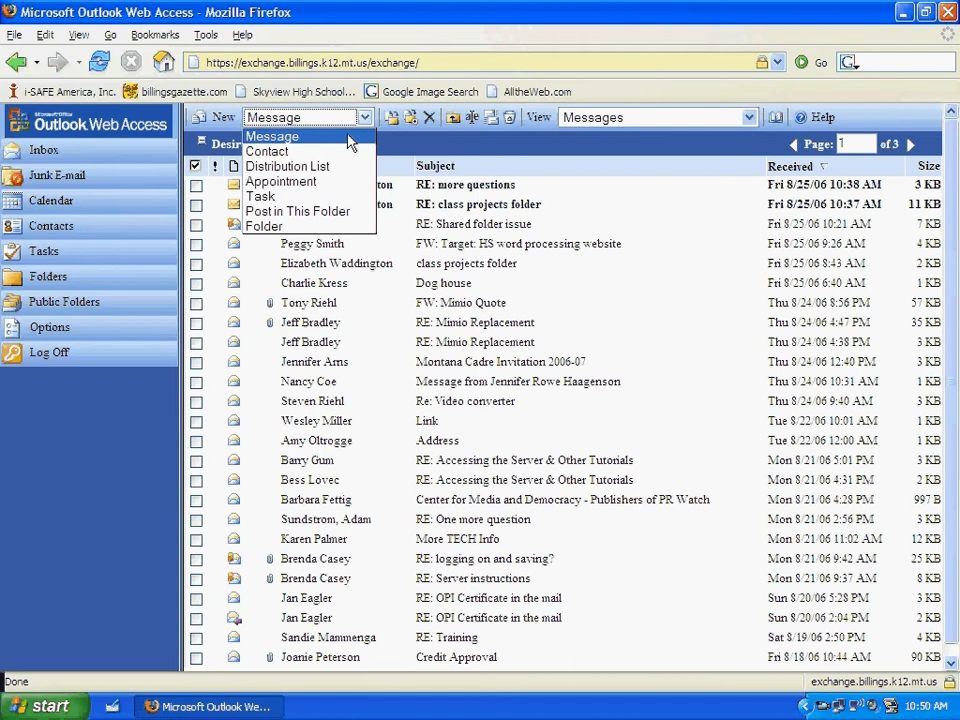 Microsoft Outlook Web Access - Mozilla Firefox
File Edit View Go Bookmarks Tools Help
https://exchange.billings.k12.mt.us/exchange/ Go G
i-SAFE America, Inc. billingsgazette.com Skyview High School... Google Image Search AlltheWeb.com
Microsoft Office
Outlook Web Access
Inbox
Junk E-mail
Calendar
Contacts
Tasks
Folders
Public Folders
Options
Log Off
New Message View Messages Help
Message
Contact
Distribution List
Appointment
Task
Post in This Folder
Folder
Page: 1 of 3
! Subject Received Size
RE: more questions Fri 8/25/06 10:38 AM 3 KB
RE: class projects folder Fri 8/25/06 10:37 AM 11 KB
RE: Shared folder issue Fri 8/25/06 10:21 AM 7 KB
Peggy Smith FW: Target: HS word processing website Fri 8/25/06 9:12 AM 4 KB
Elizabeth Waddington class projects folder Fri 8/25/06 8:43 AM 2 KB
Charlie Kress Dog house Fri 8/25/06 6:40 AM 1 KB
Tony Riehl FW: Mimio Quote Thu 8/24/06 8:56 PM 57 KB
Jeff Bradley RE: Mimio Replacement Thu 8/24/06 4:47 PM 35 KB
Jeff Bradley RE: Mimio Replacement Thu 8/24/06 4:38 PM 3 KB
Jennifer Arns Montana Cadre Invitation 2006-07 Thu 8/24/06 12:40 PM 3 KB
Nancy Coe Message from Jennifer Rowe Haagenson Thu 8/24/06 10:31 AM 2 KB
Steven Riehl Re: Video converter Thu 8/24/06 9:40 AM 3 KB
Wesley Miller Link Tue 8/22/06 10:01 AM 1 KB
Amy Oltrogge Address Tue 8/22/06 12:00 AM 1 KB
Barry Gum RE: Accessing the Server & Other Tutorials Mon 8/21/06 5:01 PM 3 KB
Bess Lovec RE: Accessing the Server & Other Tutorials Mon 8/21/06 4:31 PM 2 KB
Barbara Fettig Center for Media and Democracy - Publishers of PR Watch Mon 8/21/06 4:28 PM 997 B
Sundstrom, Adam RE: One more question Mon 8/21/06 2:56 PM 3 KB
Karen Palmer More TECH Info Mon 8/21/06 11:02 AM 12 KB
Brenda Casey RE: logging on and saving? Mon 8/21/06 9:42 AM 25 KB
Brenda Casey RE: Server instructions Mon 8/21/06 9:37 AM 8 KB
Jan Eagler RE: OPI Certificate in the mail Sun 8/20/06 5:28 PM 3 KB
Jan Eagler RE: OPI Certificate in the mail Sun 8/20/06 2:04 PM 2 KB
Sandie Mammenga RE: Training Sat 8/19/06 2:50 PM 4 KB
Joanie Peterson Credit Approval Fri 8/18/06 10:44 AM 90 KB
Done exchange.billings.k12.mt.us
start Microsoft Outlook We... 10:50 AM